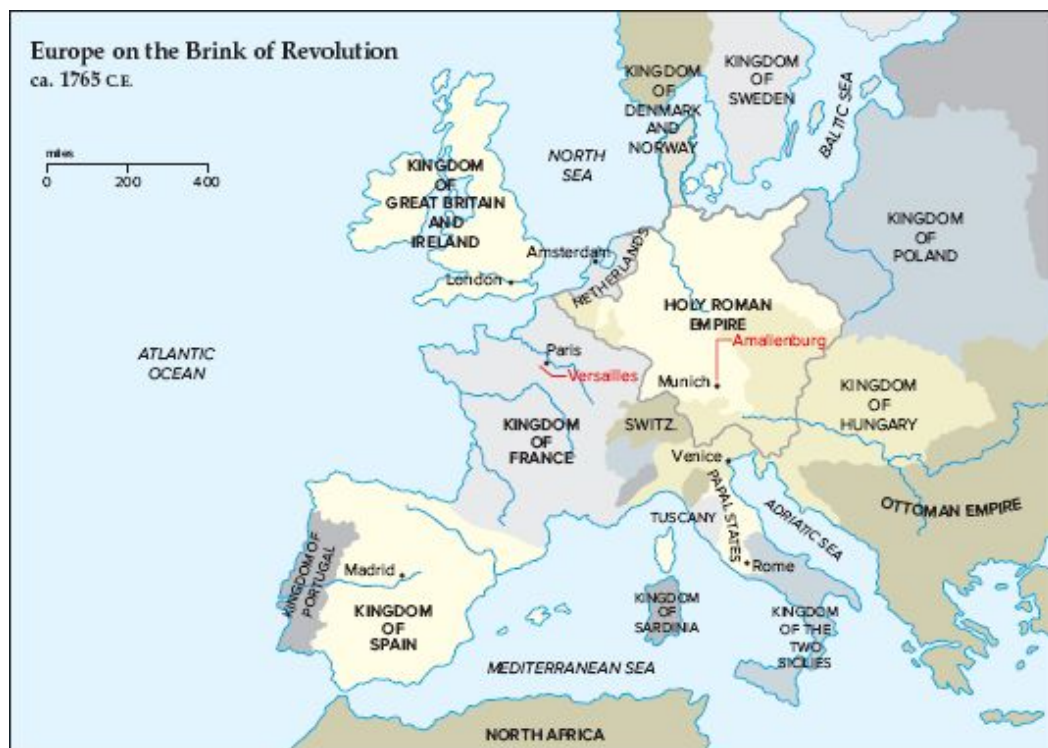 Europe on the Brink of Revolution
ca. 1765 C.E.
miles
0 200 400
KINGDOM
OF
DENMARK
AND
NORWAY
KINGDOM
OF
SWEDEN
BALTIC SEA
NORTH
SEA
KINGDOM
OF
GREAT BRITAIN
AND
IRELAND
KINGDOM
OF
POLAND
Amsterdam
NETHERLANDS
London
HOLY ROMAN
EMPIRE
Amalienburg
ATLANTIC
OCEAN
Paris
Versailles
Munich
KINGDOM
OF
HUNGARY
SWITZ.
KINGDOM
OF
FRANCE
Venice
OTTOMAN EMPIRE
TUSCANY
PAPAL STATES
ADRIATIC SEA
KINGDOM OF
PORTUGAL
Madrid
Rome
KINGDOM
OF
SPAIN
KINGDOM
OF
SARDINIA
KINGDOM
OF THE
TWO
SICILIES
MEDITERRANEAN SEA
NORTH AFRICA